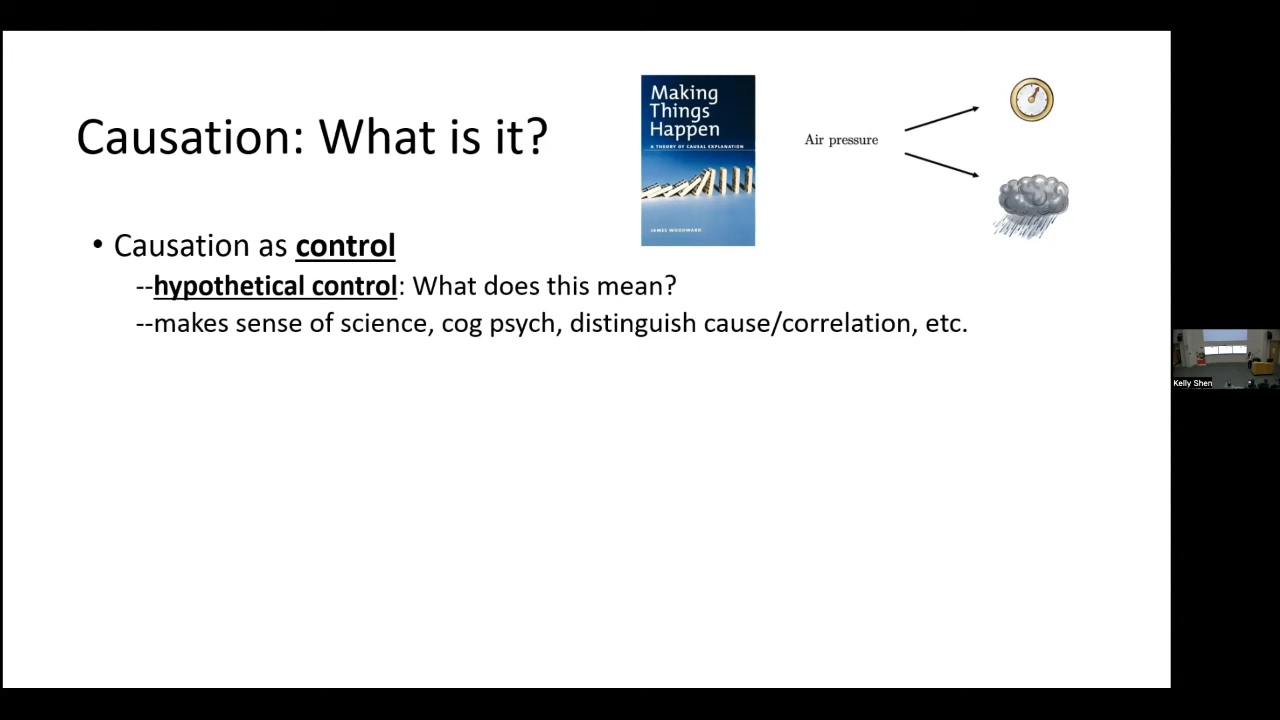 Causation: What is it?
Making
Things
Happen
A THEORY OF CAUSAL EXPLANATION
JAMES WOODWARD
Air pressure
• Causation as control
--hypothetical control: What does this mean?
--makes sense of science, cog psych, distinguish cause/correlation, etc.
Kelly Shen